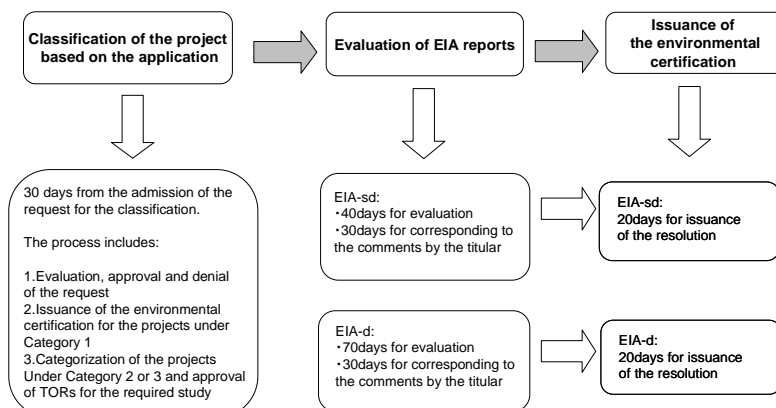 Classification of the project
based on the application
Evaluation of EIA reports
Issuance of
the environmental
certification
30 days from the admission of the
request for the classification.
The process includes:
1.Evaluation, approval and denial
of the request
2.Issuance of the environmental
certification for the projects under
Category 1
3.Categorization of the projects
Under Category 2 or 3 and approval
of TORs for the required study
EIA-sd:
・40days for evaluation
・30days for corresponding to
the comments by the titular
EIA-sd:
20days for issuance
of the resolution
EIA-d:
・70days for evaluation
・30days for corresponding to
the comments by the titular
EIA-d:
20days for issuance
of the resolution